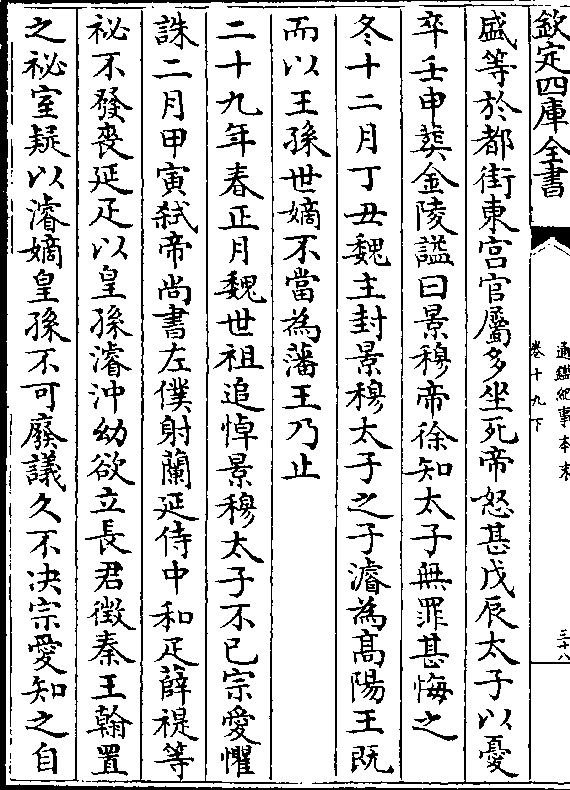 欽定四庫全書
通鑑紀事本末
卷十九下
三十八
盛等於都街東宮官屬多坐死帝怒甚戊辰太子以憂
卒壬申葬金陵諡曰景穆帝徐知太子無罪甚悔之
冬十二月丁丑魏主封景穆太子之子濬為髙陽王既
而以王孫世嫡不當為藩王乃止
二十九年春正月魏世祖追悼景穆太子不已宗愛懼
誅二月甲寅弑帝尚書左僕射蘭延侍中和疋薛禔等
祕不發喪延疋以皇孫濬沖幼欲立長君徵秦王翰置
之祕室疑以濬嫡皇孫不可廢議久不决宗愛知之自